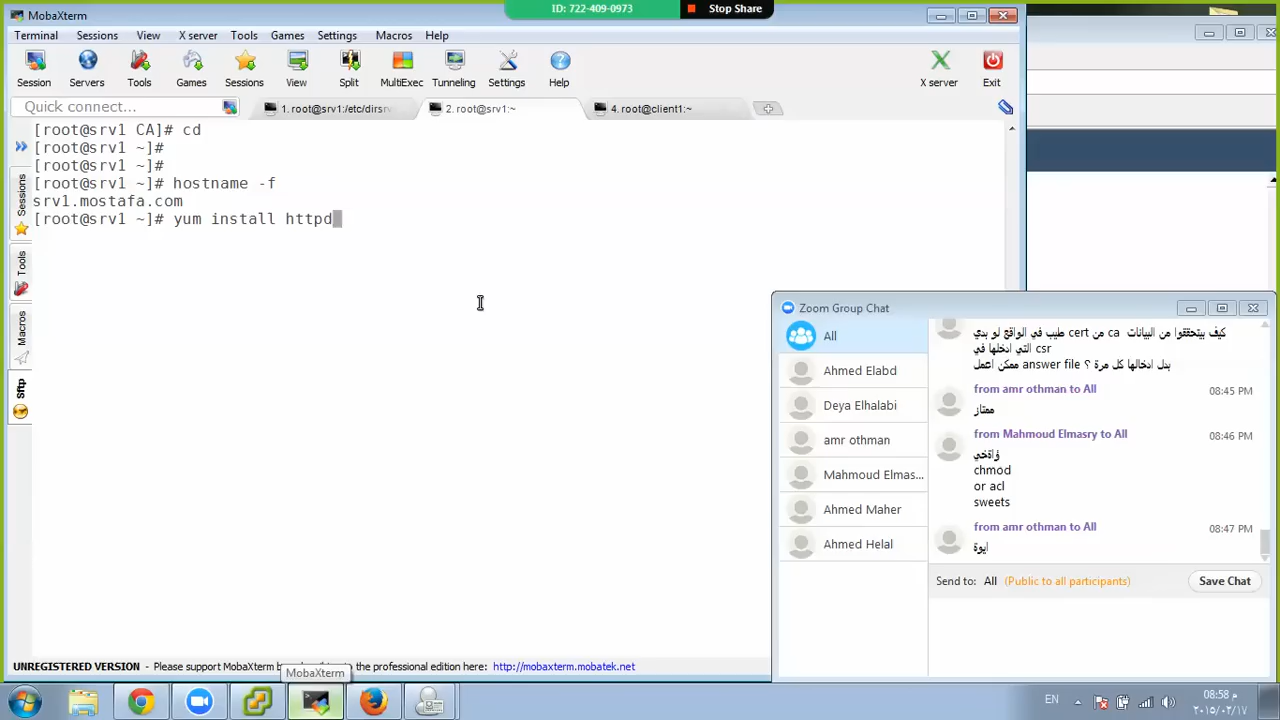 ID: 722-409-0973
Stop Share
MobaXterm
Terminal Sessions View X server Tools Games Settings Macros Help
Session Servers Tools Games Sessions View Split MultiExec Tunneling Settings Help X server Exit
Quick connect...
1. root@srv1:/etc/dirsrv
2. root@srv1:~
4. root@client1:~
[root@srv1 CA]# cd
[root@srv1 ~]#
[root@srv1 ~]#
[root@srv1 ~]# hostname -f
srv1.mostafa.com
[root@srv1 ~]# yum install httpd
Sessions
Tools
Macros
Sftp
Zoom Group Chat
All
Ahmed Elabd
Deya Elhalabi
amr othman
Mahmoud Elmas...
Ahmed Maher
Ahmed Helal
كيف بيتحققوا من البيانات ca من cert طيب في الواقع لو بدي
csr التي ادخلها في
بدل ادخالها كل مرة ؟ answer file ممكن اعمل
from amr othman to All 08:45 PM
ممتاز
from Mahmoud Elmasry to All 08:46 PM
chmod
or acl
sweets
from amr othman to All 08:47 PM
ايوة
Send to: All (Public to all participants) Save Chat
UNREGISTERED VERSION - Please support MobaXterm by subscribing to the professional edition here: http://mobaxterm.mobatek.net
MobaXterm
EN
08:58 م
٢٠١٥/٠٢/١٧